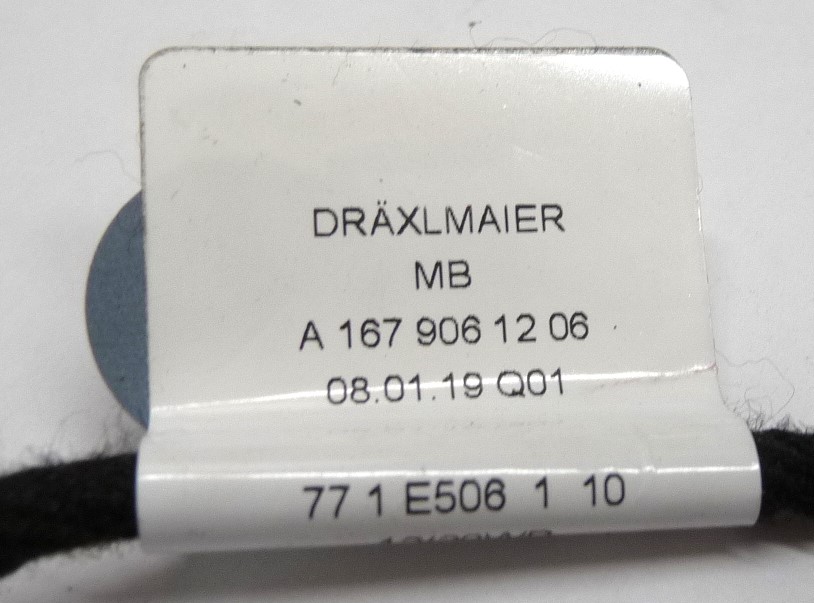 DRÄXLMAIER
MB
A 167 906 12 06
08.01.19 Q01
77 1 E506 1 10